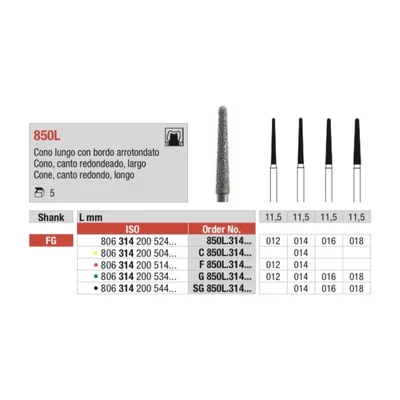 850L
Cono lungo con bordo arrotondato
Cono, canto redondeado, largo
Cone, canto redondo, longo
5
Shank L mm 11,5 11,5 11,5 11,5
ISO Order No.
FG 806 314 200 524... 850L.314... 012 014 016 018
806 314 200 504... C 850L.314... 014
806 314 200 514... F 850L.314... 012 014 016 018
806 314 200 534... G 850L.314... 012 014 016 018
806 314 200 544... SG 850L.314... 014 016 018